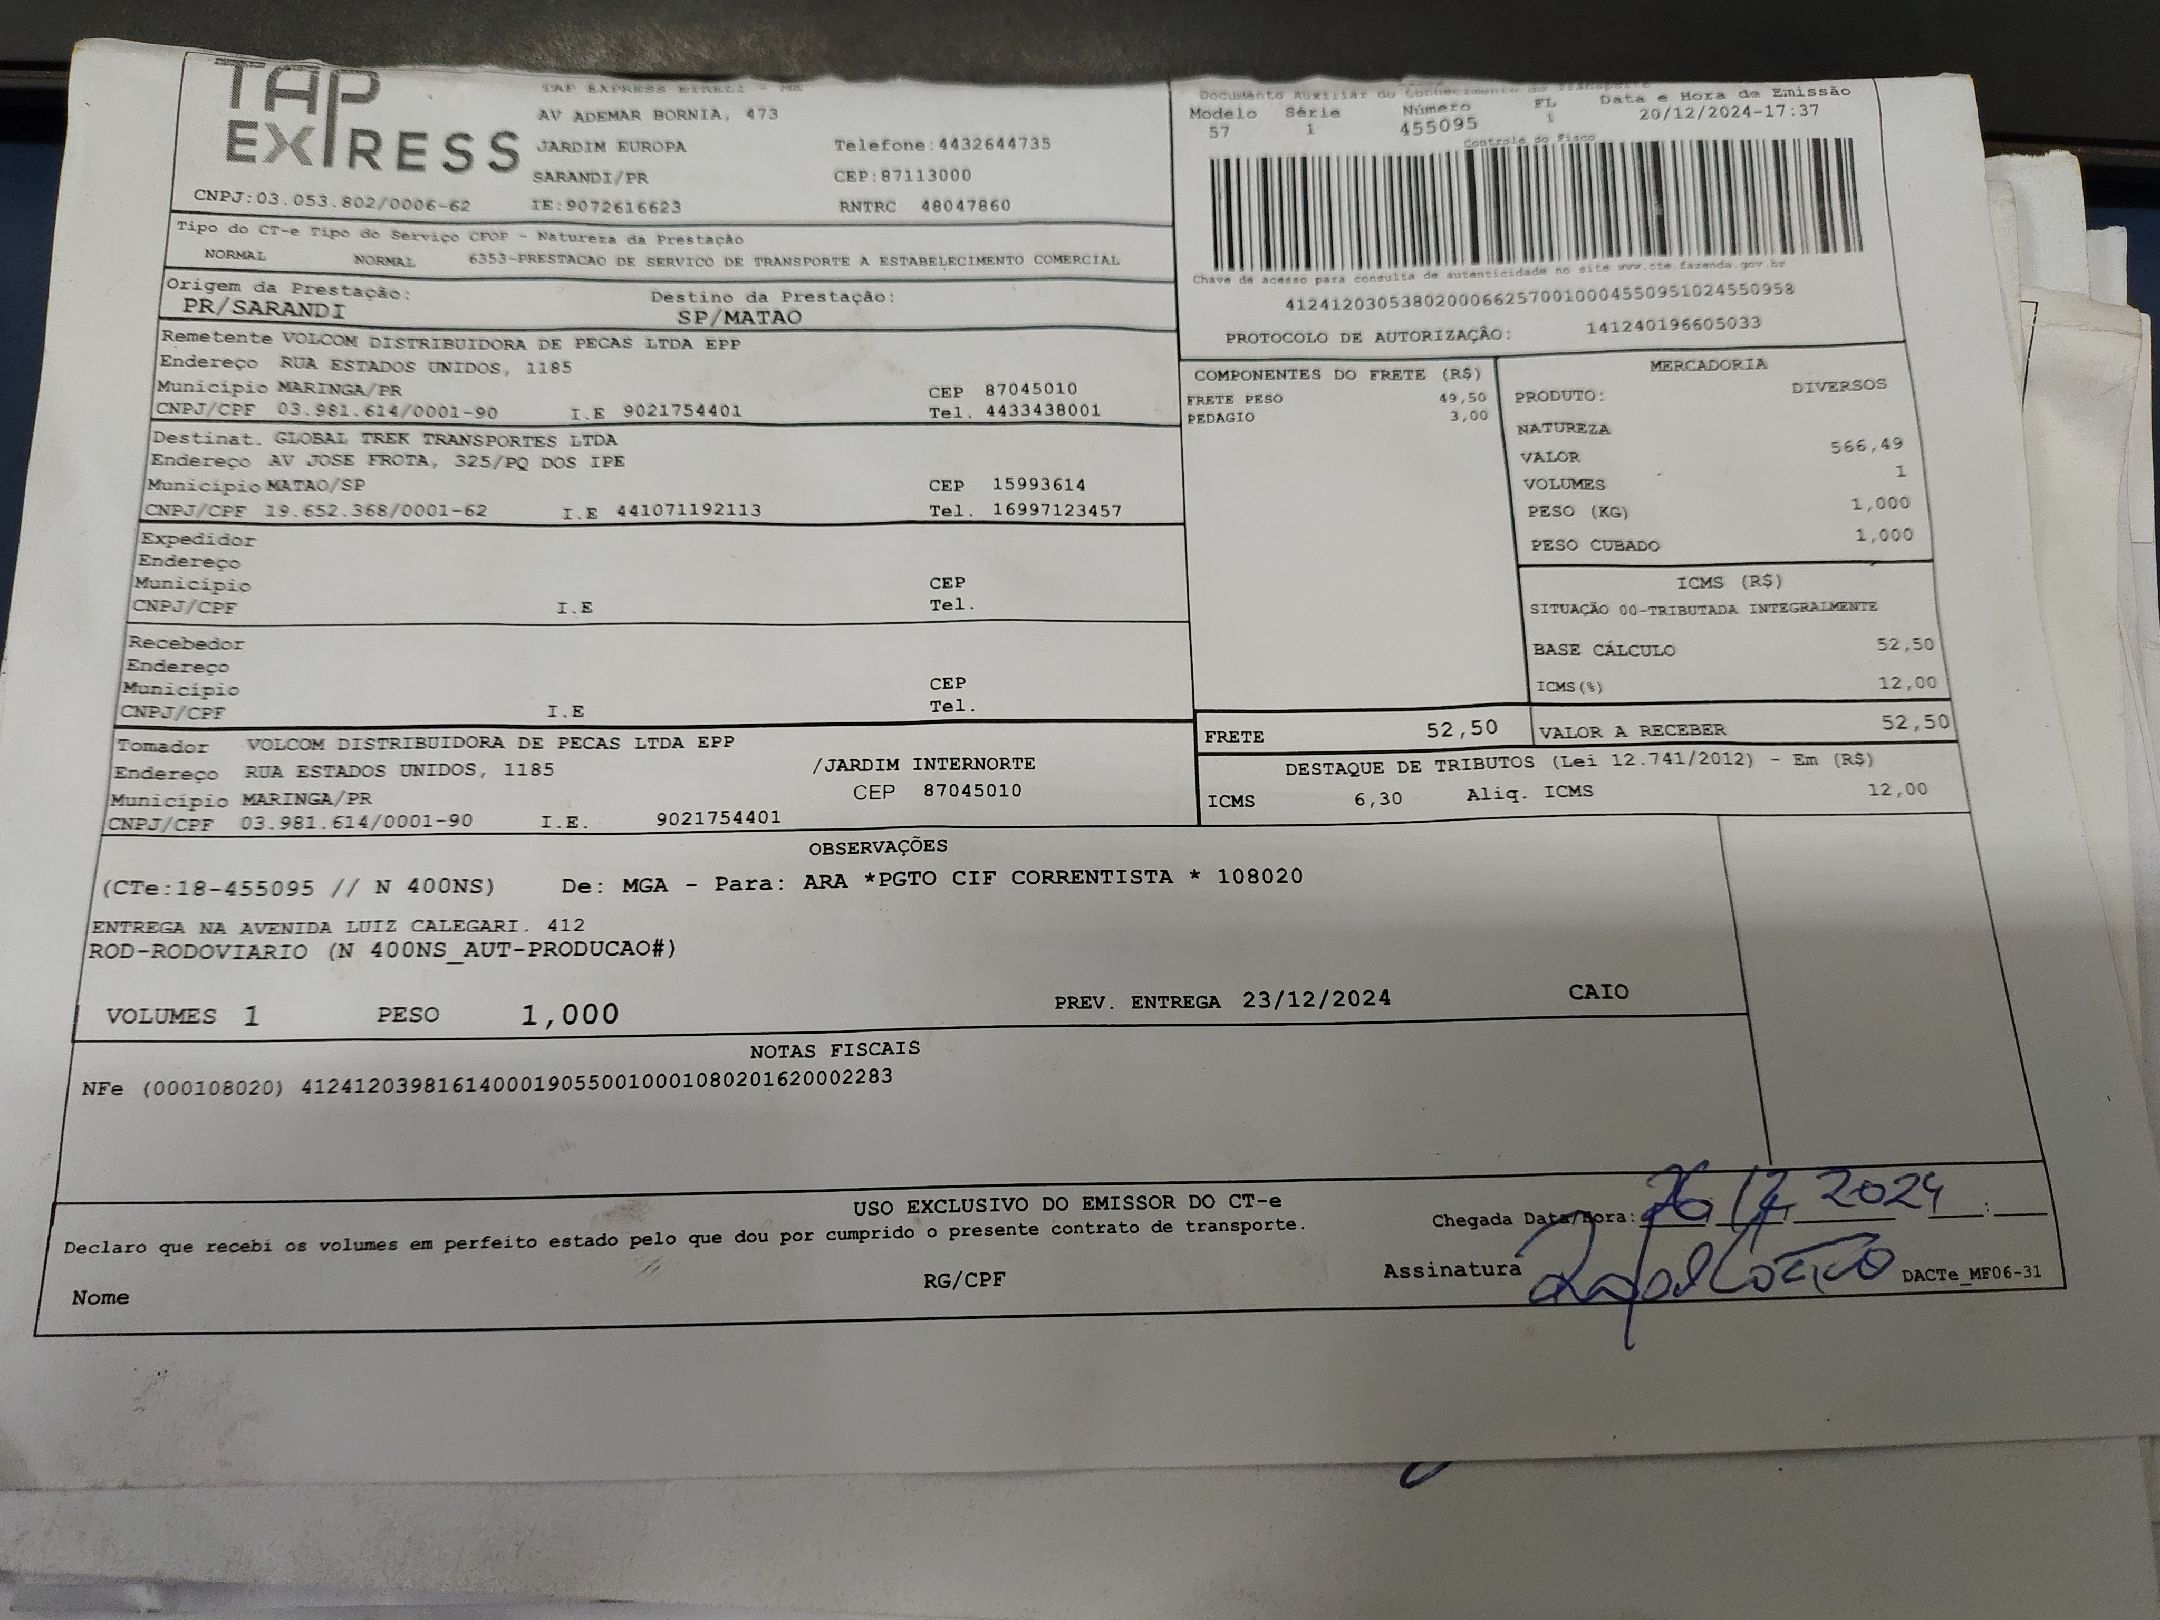 TAP EXPRESS
TAP EXPRESS EIRELI - ME
AV ADEMAR BORNIA, 473
JARDIM EUROPA Telefone:4432644735
SARANDI/PR CEP:87113000
CNPJ:03.053.802/0006-62 IE:9072616623 RNTRC 48047860
Documento Auxiliar do Conhecimento de Transporte
Modelo Série Número FL Data e Hora da Emissão
57 1 455095 1 20/12/2024-17:37
Controle do Fisco
Chave de acesso para consulta de autenticidade no site www.cte.fazenda.gov.br
41241203053802000662570010004550951024550958
PROTOCOLO DE AUTORIZAÇÃO: 141240196605033
Tipo do CT-e Tipo do Serviço CFOP - Natureza da Prestação
NORMAL NORMAL 6353-PRESTACAO DE SERVICO DE TRANSPORTE A ESTABELECIMENTO COMERCIAL
Origem da Prestação: Destino da Prestação:
PR/SARANDI SP/MATAO
Remetente VOLCOM DISTRIBUIDORA DE PECAS LTDA EPP
Endereço RUA ESTADOS UNIDOS, 1185
Município MARINGA/PR CEP 87045010
CNPJ/CPF 03.981.614/0001-90 I.E 9021754401 Tel. 4433438001
Destinat. GLOBAL TREK TRANSPORTES LTDA
Endereço AV JOSE FROTA, 325/PQ DOS IPE
Município MATAO/SP CEP 15993614
CNPJ/CPF 19.652.368/0001-62 I.E 441071192113 Tel. 16997123457
Expedidor
Endereço
Município CEP
CNPJ/CPF I.E Tel.
Recebedor
Endereço
Município CEP
CNPJ/CPF I.E Tel.
Tomador VOLCOM DISTRIBUIDORA DE PECAS LTDA EPP
Endereço RUA ESTADOS UNIDOS, 1185 /JARDIM INTERNORTE
Município MARINGA/PR CEP 87045010
CNPJ/CPF 03.981.614/0001-90 I.E. 9021754401
COMPONENTES DO FRETE (R$)
FRETE PESO 49,50
PEDAGIO 3,00
MERCADORIA
PRODUTO: DIVERSOS
NATUREZA
VALOR 566,49
VOLUMES 1
PESO (KG) 1,000
PESO CUBADO 1,000
ICMS (R$)
SITUAÇÃO 00-TRIBUTADA INTEGRALMENTE
BASE CÁLCULO 52,50
ICMS(%) 12,00
FRETE 52,50 VALOR A RECEBER 52,50
DESTAQUE DE TRIBUTOS (Lei 12.741/2012) - Em (R$)
ICMS 6,30 Aliq. ICMS 12,00
OBSERVAÇÕES
(CTe:18-455095 // N 400NS) De: MGA - Para: ARA *PGTO CIF CORRENTISTA * 108020
ENTREGA NA AVENIDA LUIZ CALEGARI. 412
ROD-RODOVIARIO (N 400NS_AUT-PRODUCAO#)
VOLUMES 1 PESO 1,000 PREV. ENTREGA 23/12/2024 CAIO
NOTAS FISCAIS
NFe (000108020) 41241203981614000190550010001080201620002283
USO EXCLUSIVO DO EMISSOR DO CT-e
Declaro que recebi os volumes em perfeito estado pelo que dou por cumprido o presente contrato de transporte.
Chegada Data/Hora: 26/12 2024 :
Nome RG/CPF Assinatura DACTe_MF06-31